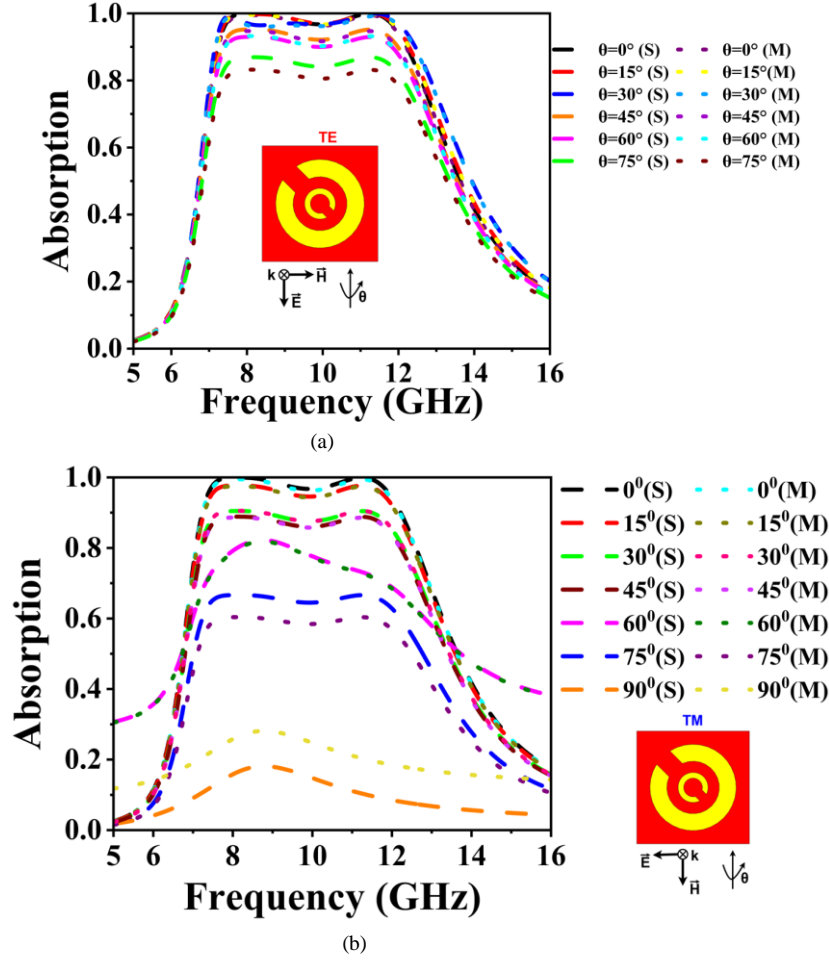 1.0
0.8
0.6
0.4
0.2
0.0
Absorption
5 6 8 10 12 14 16
Frequency (GHz)
TE
k H
E θ
θ=0° (S) θ=0° (M)
θ=15° (S) θ=15°(M)
θ=30° (S) θ=30° (M)
θ=45° (S) θ=45° (M)
θ=60° (S) θ=60° (M)
θ=75° (S) θ=75° (M)
(a)
1.0
0.8
0.6
0.4
0.2
0.0
Absorption
5 6 8 10 12 14 16
Frequency (GHz)
0⁰(S) 0⁰(M)
15⁰(S) 15⁰(M)
30⁰(S) 30⁰(M)
45⁰(S) 45⁰(M)
60⁰(S) 60⁰(M)
75⁰(S) 75⁰(M)
90⁰(S) 90⁰(M)
TM
E k
H θ
(b)